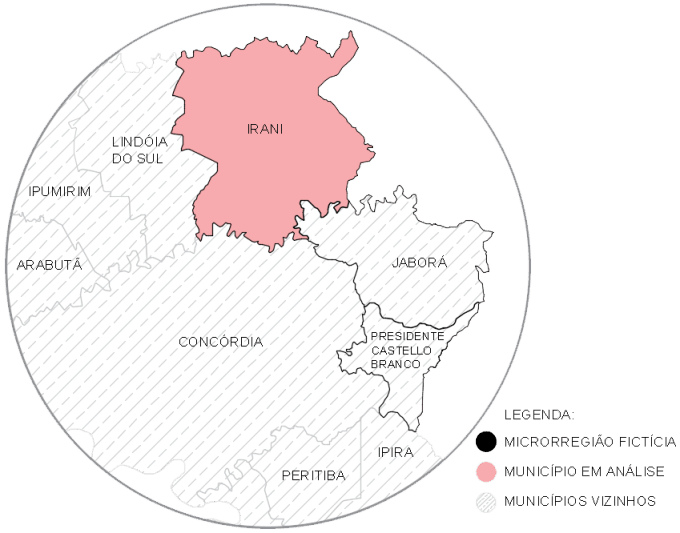 IRANI
LINDÓIA
DO SUL
IPUMIRIM
ARABUTÃ
JABORÁ
CONCÓRDIA
PRESIDENTE
CASTELLO
BRANCO
IPIRA
PERITIBA
LEGENDA:
MICRORREGIÃO FICTÍCIA
MUNICÍPIO EM ANÁLISE
MUNICÍPIOS VIZINHOS